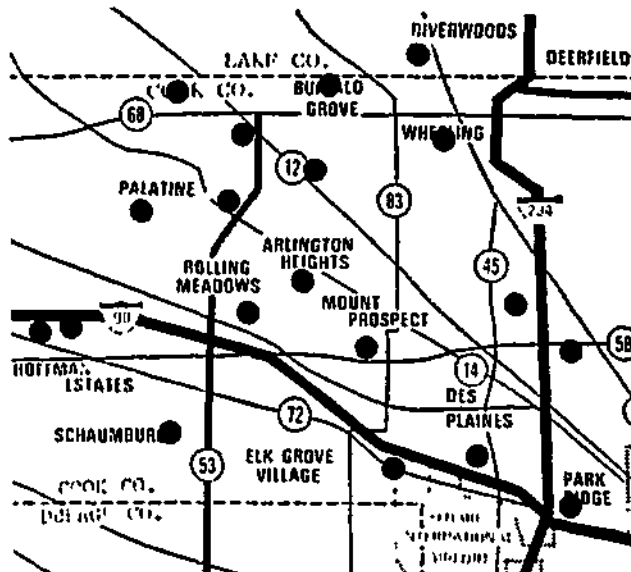 RIVERWOODS
LAKE CO.
DEERFIELD
COOK CO.
BUFFALO
GROVE
68
WHEELING
12
PALATINE
83
294
ARLINGTON
HEIGHTS
ROLLING
MEADOWS
45
MOUNT
PROSPECT
90
58
HOFFMAN
ESTATES
14
DES
PLAINES
72
SCHAUMBURG
ELK GROVE
VILLAGE
53
PARK
RIDGE
COOK CO.
DUPAGE CO.
INTERNATIONAL